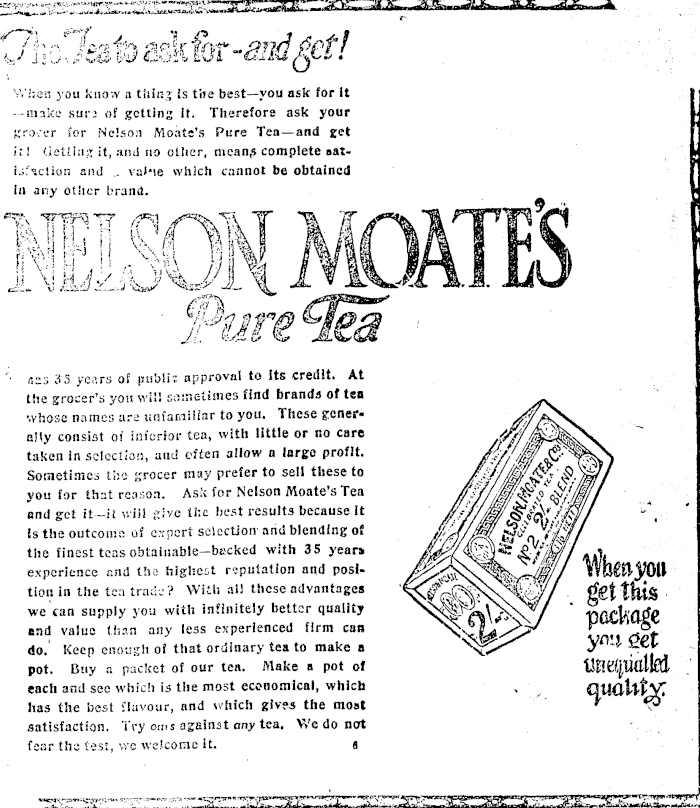 The Tea to ask for - and get!
When you know a thing is the best—you ask for it
—make sure of getting it. Therefore ask your
grocer for Nelson Moate's Pure Tea—and get
it! Getting it, and no other, means complete sat-
isfaction and value which cannot be obtained
in any other brand.
NELSON MOATE'S
Pure Tea
has 35 years of public approval to its credit. At
the grocer's you will sometimes find brands of tea
whose names are unfamiliar to you. These gener-
ally consist of inferior tea, with little or no care
taken in selection, and often allow a large profit.
Sometimes the grocer may prefer to sell these to
you for that reason. Ask for Nelson Moate's Tea
and get it—it will give the best results because it
is the outcome of expert selection and blending of
the finest teas obtainable—backed with 35 years
experience and the highest reputation and posi-
tion in the tea trade? With all these advantages
we can supply you with infinitely better quality
and value than any less experienced firm can
do. Keep enough of that ordinary tea to make a
pot. Buy a packet of our tea. Make a pot of
each and see which is the most economical, which
has the best flavour, and which gives the most
satisfaction. Try ours against any tea. We do not
fear the test, we welcome it. 6
NELSON, MOATE & Co.
CELEBRATED TEAS
No 2 2/- BLEND
2/-
When you
get this
package
you get
unequalled
quality.